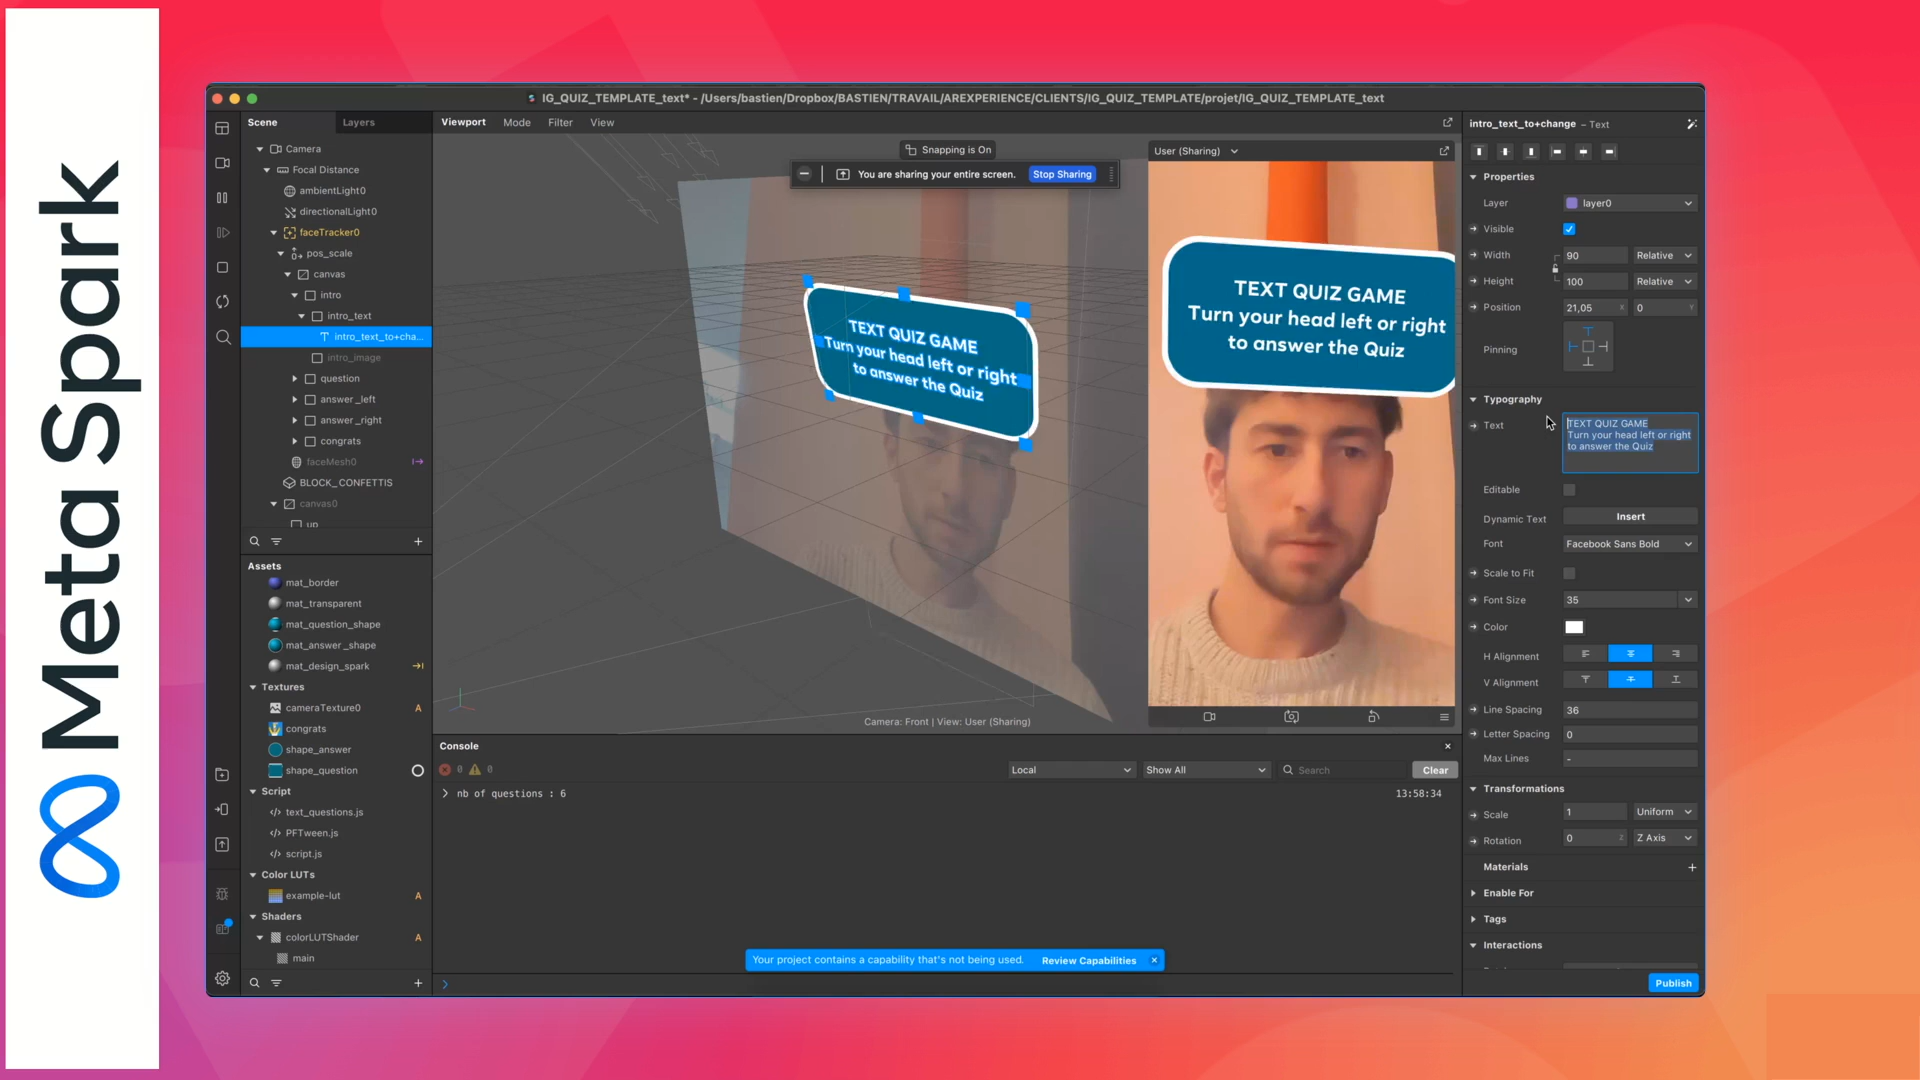 Meta Spark
IG_QUIZ_TEMPLATE_text* - /Users/bastien/Dropbox/BASTIEN/TRAVAIL/AREXPERIENCE/CLIENTS/IG_QUIZ_TEMPLATE/projet/IG_QUIZ_TEMPLATE_text
Scene
Layers
Camera
Focal Distance
ambientLight0
directionalLight0
faceTracker0
pos_scale
canvas
intro
intro_text
intro_text_to+cha...
intro_image
question
answer_left
answer_right
congrats
faceMesh0
BLOCK_CONFETTIS
canvas0
up
Assets
mat_border
mat_transparent
mat_question_shape
mat_answer_shape
mat_design_spark
Textures
cameraTexture0 A
congrats
shape_answer
shape_question
Script
text_questions.js
PFTween.js
script.js
Color LUTs
example-lut A
Shaders
colorLUTShader A
main
Viewport Mode Filter View
Snapping is On
You are sharing your entire screen. Stop Sharing
TEXT QUIZ GAME
Turn your head left or right
to answer the Quiz
Camera: Front | View: User (Sharing)
User (Sharing)
TEXT QUIZ GAME
Turn your head left or right
to answer the Quiz
Console
0 0
Local
Show All
Search
Clear
nb of questions : 6 13:58:34
Your project contains a capability that's not being used. Review Capabilities
intro_text_to+change – Text
Properties
Layer layer0
Visible
Width 90 Relative
Height 100 Relative
Position 21,05 X 0 Y
Pinning
Typography
Text
TEXT QUIZ GAME
Turn your head left or right
to answer the Quiz
Editable
Dynamic Text Insert
Font Facebook Sans Bold
Scale to Fit
Font Size 35
Color
H Alignment
V Alignment
Line Spacing 36
Letter Spacing 0
Max Lines -
Transformations
Scale 1 Uniform
Rotation 0 Z Z Axis
Materials
Enable For
Tags
Interactions
Publish